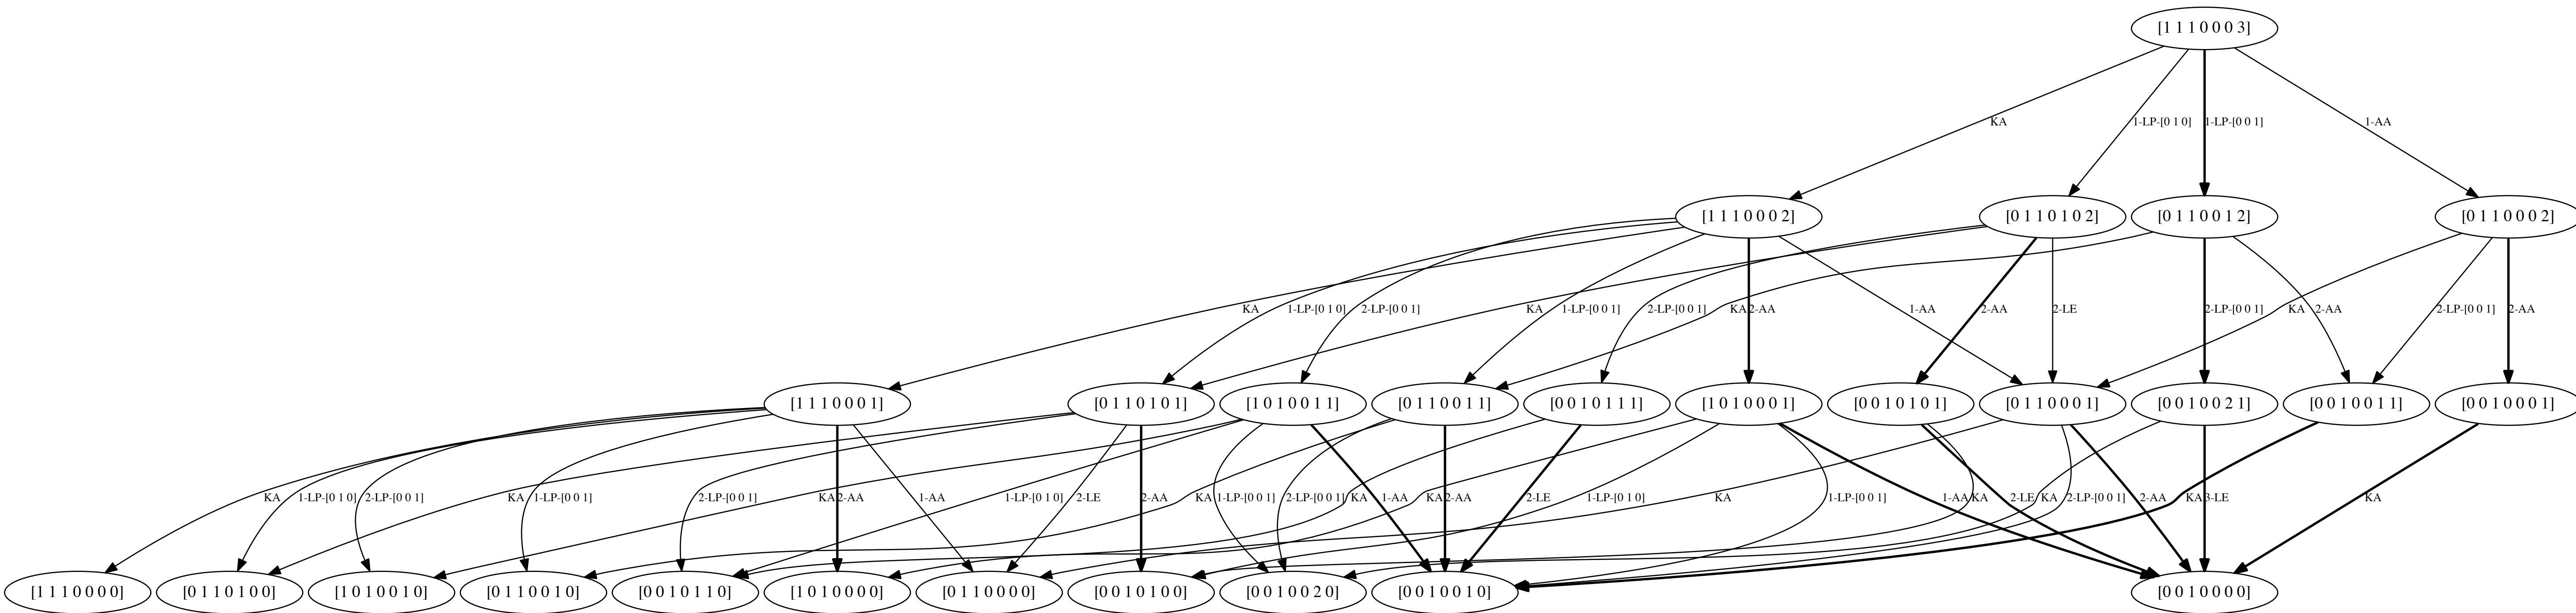 [1 1 1 0 0 0 3]
KA
1-LP-[0 1 0]
1-LP-[0 0 1]
1-AA
[1 1 1 0 0 0 2]
[0 1 1 0 1 0 2]
[0 1 1 0 0 1 2]
[0 1 1 0 0 0 2]
KA
1-LP-[0 1 0]
2-LP-[0 0 1]
KA
1-LP-[0 0 1]
2-LP-[0 0 1]
KA
2-AA
1-AA
2-AA
2-LE
2-LP-[0 0 1]
KA
2-AA
2-LP-[0 0 1]
2-AA
[1 1 1 0 0 0 1]
[0 1 1 0 1 0 1]
[1 0 1 0 0 1 1]
[0 1 1 0 0 1 1]
[0 0 1 0 1 1 1]
[1 0 1 0 0 0 1]
[0 0 1 0 1 0 1]
[0 1 1 0 0 0 1]
[0 0 1 0 0 2 1]
[0 0 1 0 0 1 1]
[0 0 1 0 0 0 1]
KA
1-LP-[0 1 0]
2-LP-[0 0 1]
KA
1-LP-[0 0 1]
2-LP-[0 0 1]
KA
2-AA
1-AA
1-LP-[0 1 0]
2-LE
2-AA
KA
1-LP-[0 0 1]
2-LP-[0 0 1]
KA
1-AA
KA
2-AA
2-LE
1-LP-[0 1 0]
KA
1-LP-[0 0 1]
1-AA
KA
2-LE
KA
2-LP-[0 0 1]
2-AA
KA
3-LE
KA
[1 1 1 0 0 0 0]
[0 1 1 0 1 0 0]
[1 0 1 0 0 1 0]
[0 1 1 0 0 1 0]
[0 0 1 0 1 1 0]
[1 0 1 0 0 0 0]
[0 1 1 0 0 0 0]
[0 0 1 0 1 0 0]
[0 0 1 0 0 2 0]
[0 0 1 0 0 1 0]
[0 0 1 0 0 0 0]